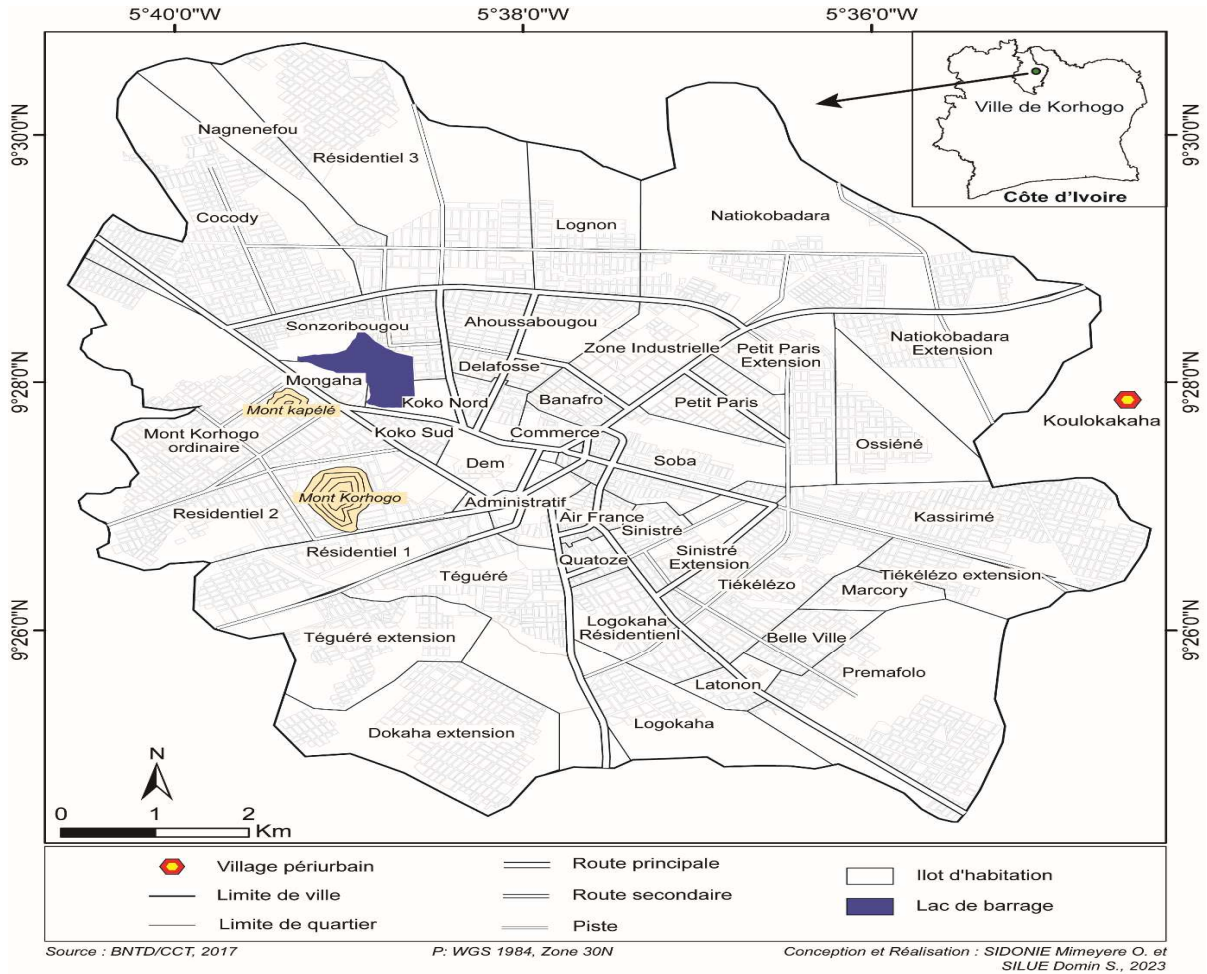 5°40'0"W
5°38'0"W
5°36'0"W
9°30'0"N
9°30'0"N
9°28'0"N
9°28'0"N
9°26'0"N
9°26'0"N
Ville de Korhogo
Côte d'Ivoire
Nagnenefou
Résidentiel 3
Cocody
Lognon
Natiokobadara
Sonzoribougou
Ahoussabougou
Zone Industrielle
Petit Paris
Extension
Natiokobadara
Extension
Delafosse
Mongaha
Mont kapélé
Koko Nord
Banafro
Petit Paris
Koulokakaha
Mont Korhogo
ordinaire
Koko Sud
Commerce
Ossiéné
Dem
Soba
Mont Korhogo
Administratif
Residentiel 2
Air France
Sinistré
Kassirimé
Résidentiel 1
Quatoze
Sinistré
Extension
Téguéré
Tiékélézo
Tiékélézo extension
Marcory
Logokaha
Résidentienl
Téguéré extension
Belle Ville
Premafolo
Latonon
Logokaha
Dokaha extension
N
0 1 2
Km
Village périurbain
Limite de ville
Limite de quartier
Route principale
Route secondaire
Piste
Ilot d'habitation
Lac de barrage
Source : BNTD/CCT, 2017
P: WGS 1984, Zone 30N
Conception et Réalisation : SIDONIE Mimeyere O. et
SILUE Domin S., 2023